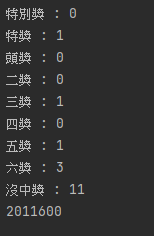 特別獎 : 0
特獎 : 1
頭獎 : 0
二獎 : 0
三獎 : 1
四獎 : 0
五獎 : 1
六獎 : 3
沒中獎 : 11
2011600